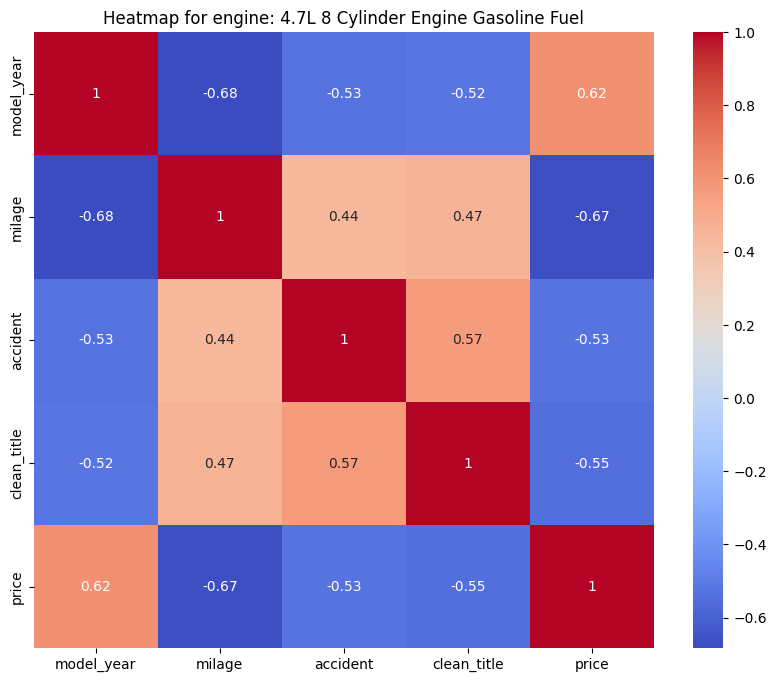 Heatmap for engine: 4.7L 8 Cylinder Engine Gasoline Fuel
model_year 1 -0.68 -0.53 -0.52 0.62
milage -0.68 1 0.44 0.47 -0.67
accident -0.53 0.44 1 0.57 -0.53
clean_title -0.52 0.47 0.57 1 -0.55
price 0.62 -0.67 -0.53 -0.55 1
model_year milage accident clean_title price
1.0
0.8
0.6
0.4
0.2
0.0
−0.2
−0.4
−0.6